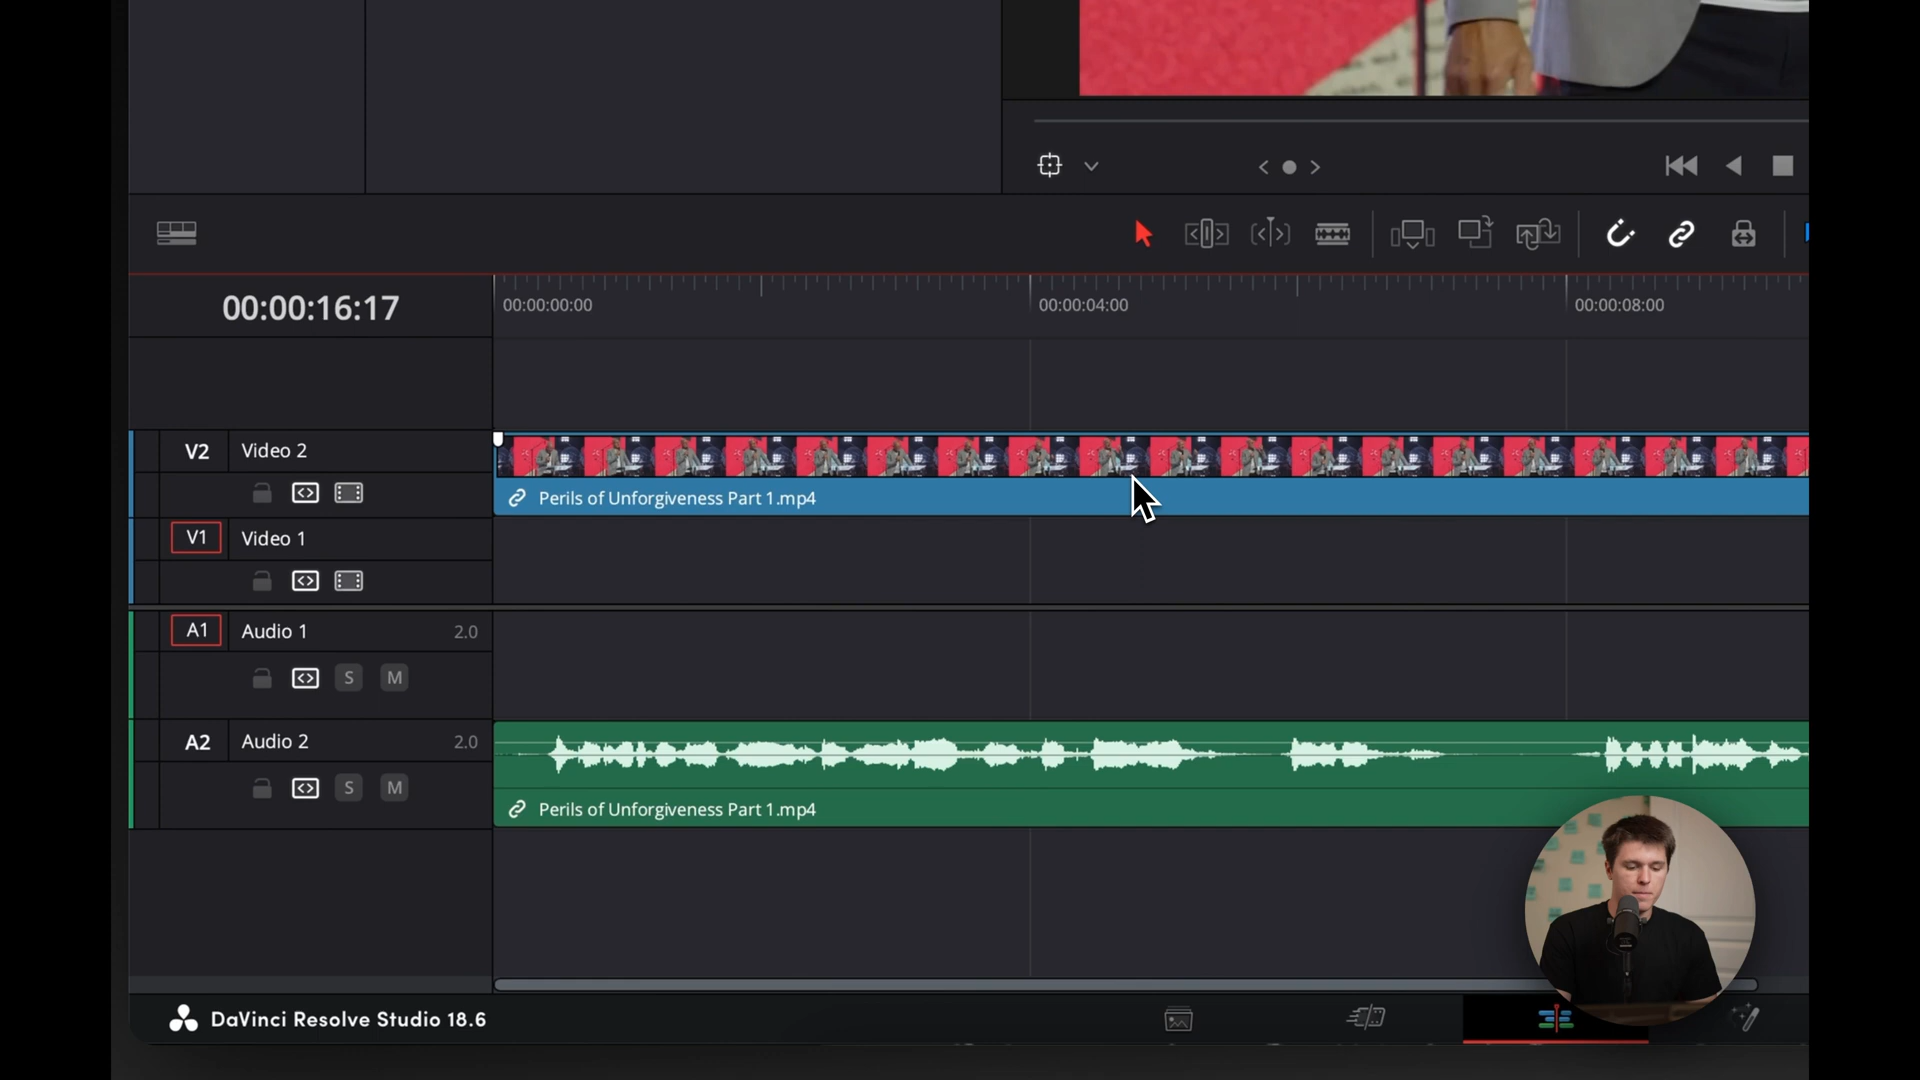 00:00:16:17
00:00:00:00
00:00:04:00
00:00:08:00
V2 Video 2
Perils of Unforgiveness Part 1.mp4
V1 Video 1
A1 Audio 1 2.0
S M
A2 Audio 2 2.0
S M
Perils of Unforgiveness Part 1.mp4
DaVinci Resolve Studio 18.6